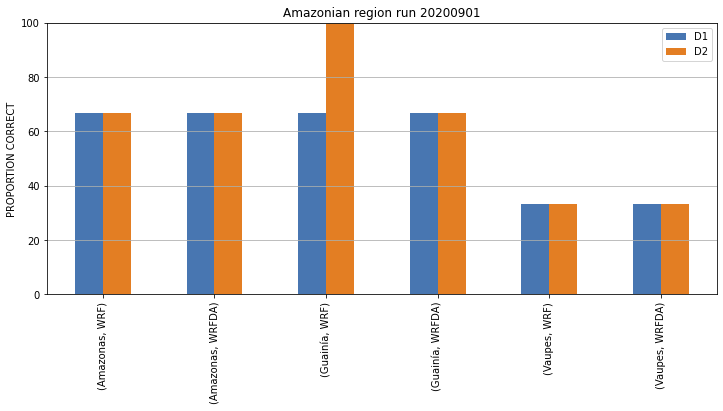 Amazonian region run 20200901
D1
D2
PROPORTION CORRECT
100
80
60
40
20
0
(Amazonas, WRF)
(Amazonas, WRFDA)
(Guainía, WRF)
(Guainía, WRFDA)
(Vaupes, WRF)
(Vaupes, WRFDA)